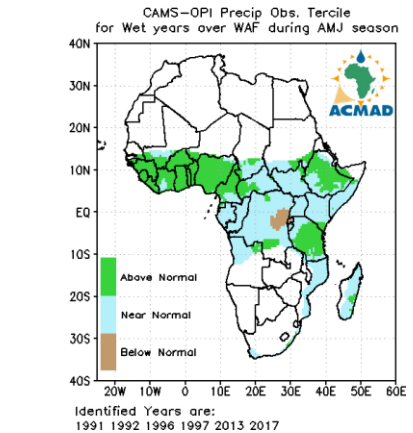 CAMS-OPI Precip Obs. Tercile
for Wet years over WAF during AMJ season
40N
30N
20N
10N
EQ
10S
20S
30S
40S
ACMAD
Above Normal
Near Normal
Below Normal
20W 10W 0 10E 20E 30E 40E 50E 60E
Identified Years are:
1991 1992 1996 1997 2013 2017